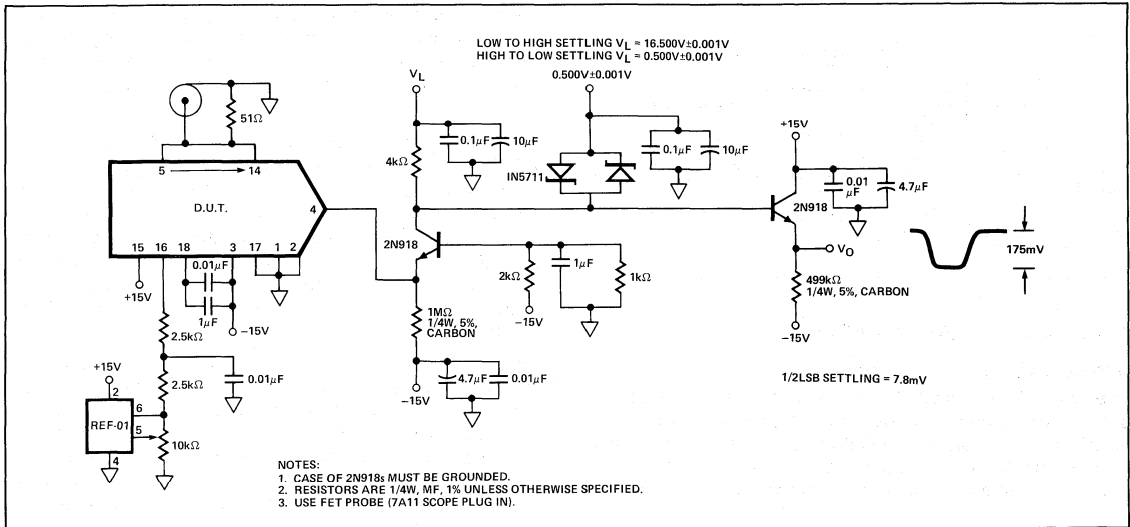 LOW TO HIGH SETTLING VL = 16.500V±0.001V
HIGH TO LOW SETTLING VL = 0.500V±0.001V
VL
0.500V±0.001V
51Ω
+15V
0.1μF
10μF
4kΩ
0.1μF
10μF
IN5711
0.01
μF
4.7μF
5
14
D.U.T.
4
2N918
2N918
VO
175mV
15
16
18
3
17
1
2
0.01μF
1μF
+15V
-15V
2kΩ
-15V
1μF
1kΩ
499kΩ
1/4W, 5%, CARBON
-15V
1MΩ
1/4W, 5%,
CARBON
2.5kΩ
0.01μF
2.5kΩ
4.7μF
0.01μF
-15V
1/2LSB SETTLING = 7.8mV
+15V
2
REF-01
6
5
4
10kΩ
NOTES:
1. CASE OF 2N918s MUST BE GROUNDED.
2. RESISTORS ARE 1/4W, MF, 1% UNLESS OTHERWISE SPECIFIED.
3. USE FET PROBE (7A11 SCOPE PLUG IN).